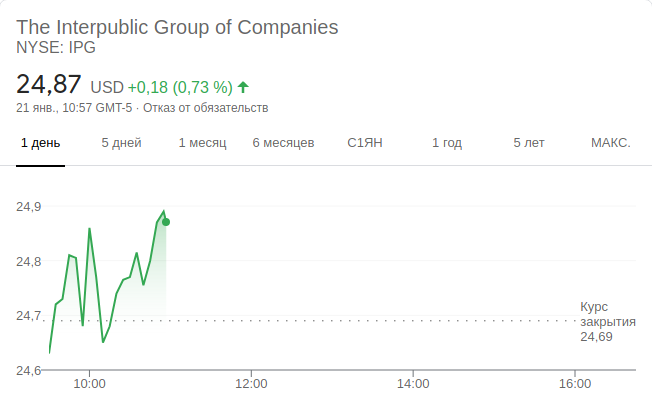 The Interpublic Group of Companies
NYSE: IPG
24,87 USD +0,18 (0,73 %)
21 янв., 10:57 GMT-5 · Отказ от обязательств
1 день 5 дней 1 месяц 6 месяцев С1ЯН 1 год 5 лет МАКС.
24,9
24,8
24,7
24,6
Курс
закрытия
24,69
10:00 12:00 14:00 16:00